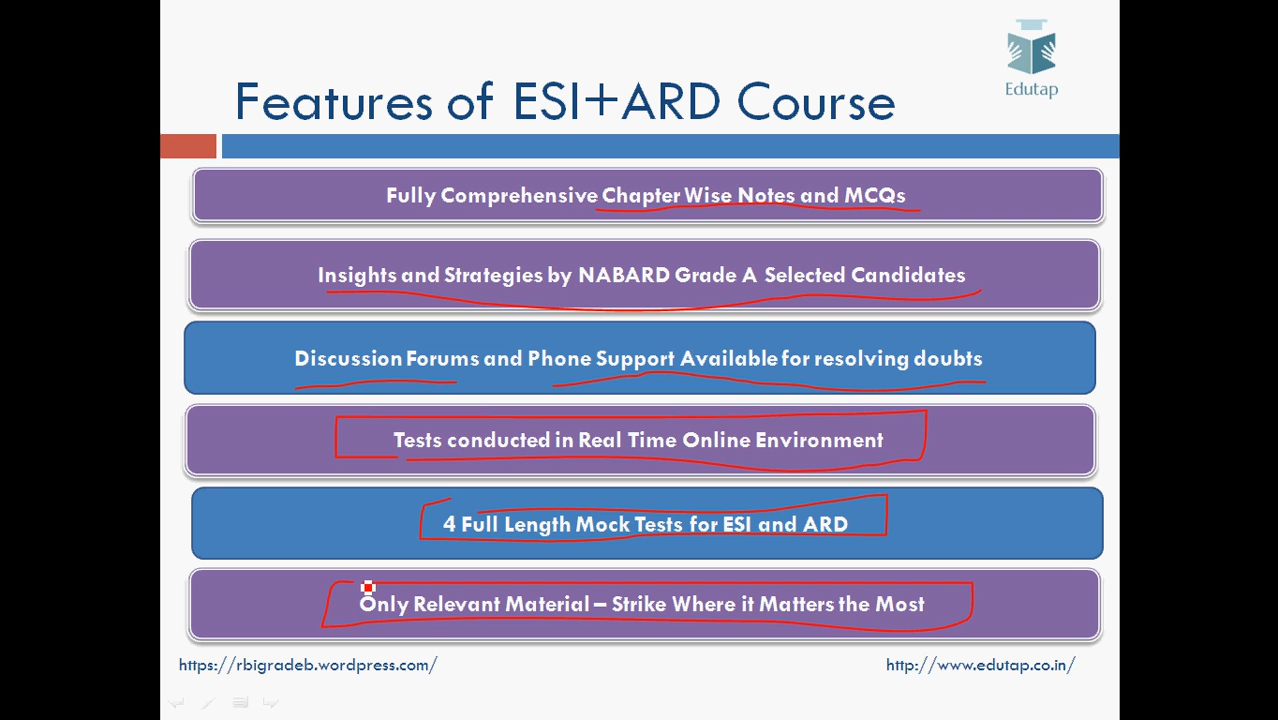 Edutap
Features of ESI+ARD Course
Fully Comprehensive Chapter Wise Notes and MCQs
Insights and Strategies by NABARD Grade A Selected Candidates
Discussion Forums and Phone Support Available for resolving doubts
Tests conducted in Real Time Online Environment
4 Full Length Mock Tests for ESI and ARD
Only Relevant Material – Strike Where it Matters the Most
https://rbigradeb.wordpress.com/
http://www.edutap.co.in/